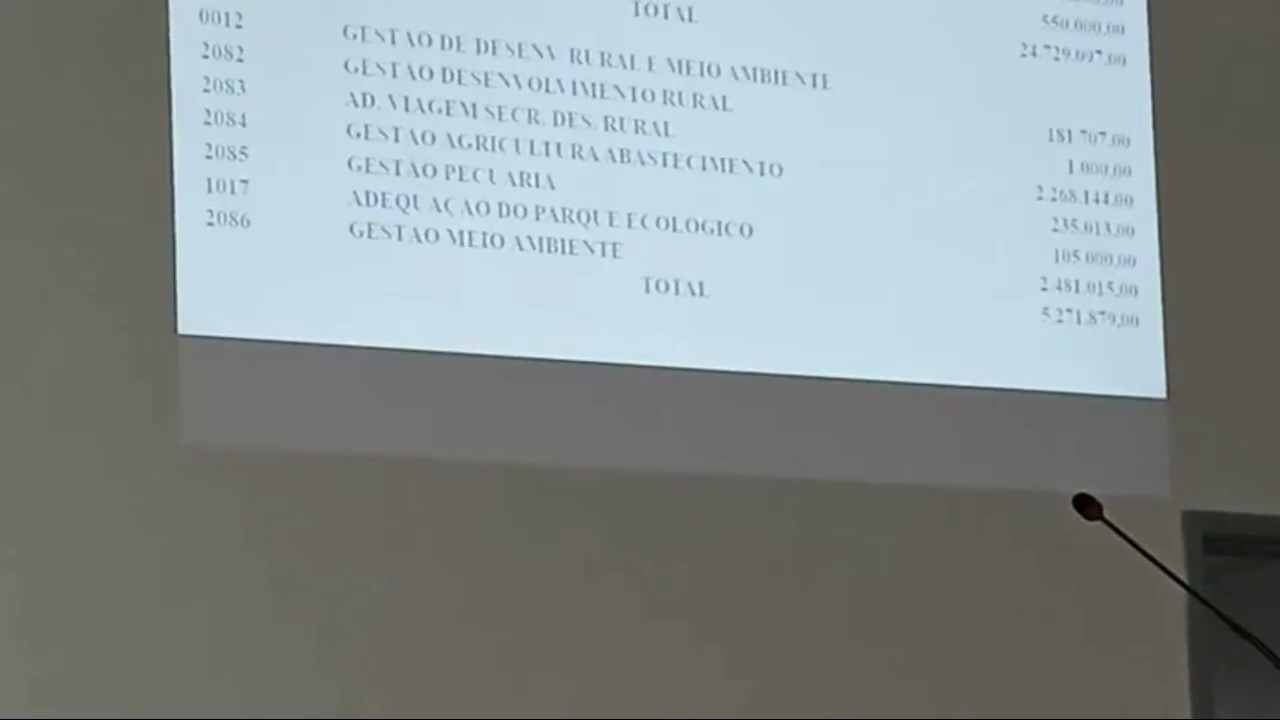 550.000,00
TOTAL 24.729.097,00
0012 GESTAO DE DESENV. RURAL E MEIO AMBIENTE
2082 GESTAO DESENVOLVIMENTO RURAL 181.707,00
2083 AD. VIAGEM SECR. DES. RURAL 1.000,00
2084 GESTAO AGRICULTURA ABASTECIMENTO 2.268.144,00
2085 GESTAO PECUARIA 235.013,00
1017 ADEQUAÇAO DO PARQUE ECOLOGICO 105.000,00
2086 GESTAO MEIO AMBIENTE 2.481.015,00
TOTAL 5.271.879,00